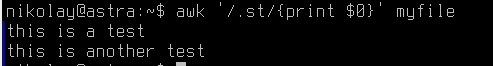 nikolay@astra:~$ awk '/.st/{print $0}' myfile
this is a test
this is another test